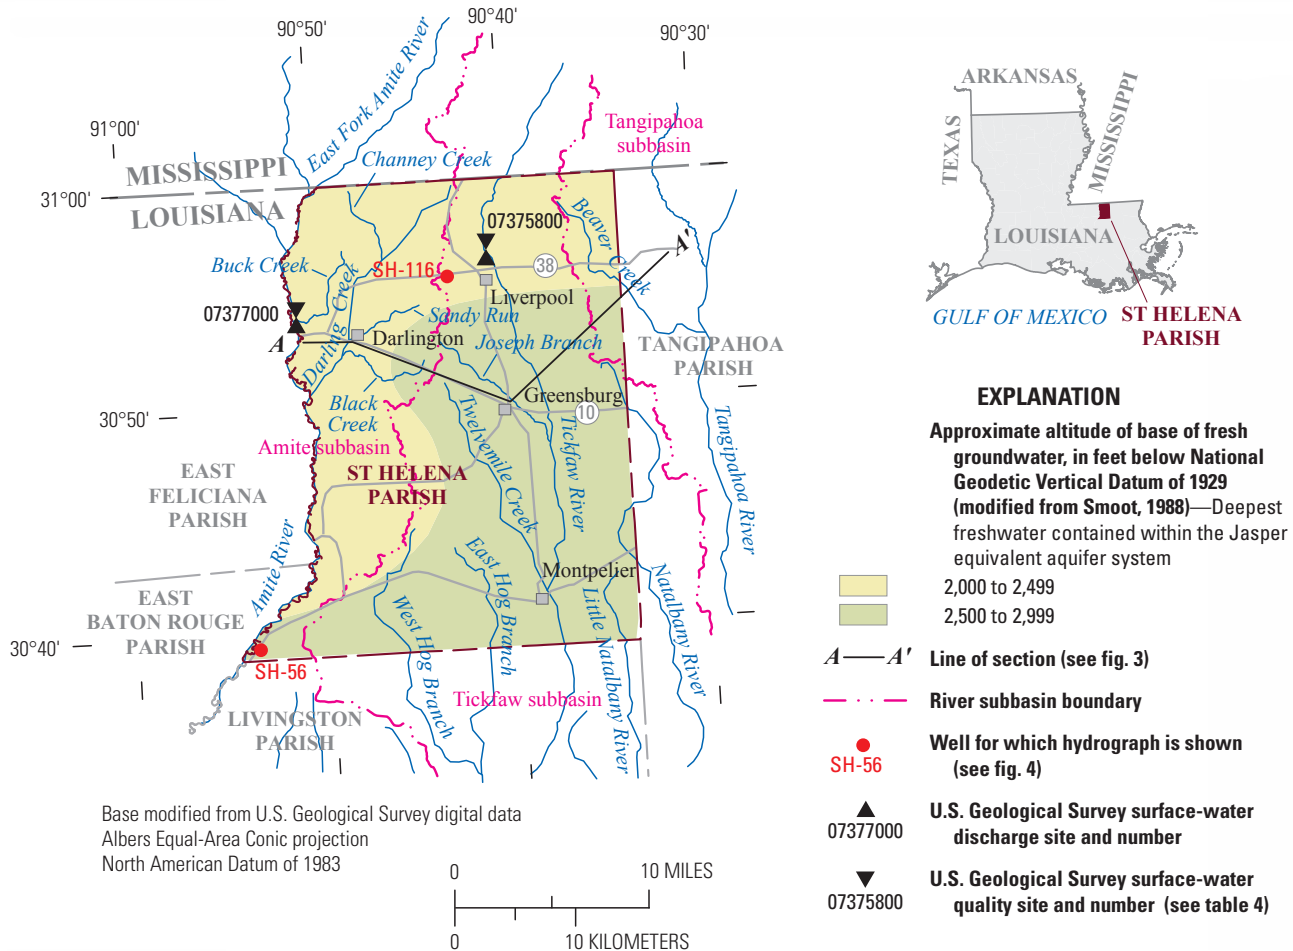 90°50'
90°40'
90°30'
91°00'
31°00'
30°50'
30°40'
East Fork Amite River
Tangipahoa
subbasin
Channey Creek
MISSISSIPPI
LOUISIANA
07375800
Beaver Creek
A'
Buck Creek
SH-116
38
Liverpool
07377000
Darling Creek
Sandy Run
A
Darlington
Joseph Branch
TANGIPAHOA
PARISH
Greensburg
10
Black
Creek
Amite subbasin
Twelvemile Creek
Tickfaw River
Tangipahoa River
EAST
FELICIANA
PARISH
ST HELENA
PARISH
Amite River
East Hog Branch
Montpelier
EAST
BATON ROUGE
PARISH
West Hog Branch
Little Natalbany River
Natalbany River
SH-56
Tickfaw subbasin
LIVINGSTON
PARISH
Base modified from U.S. Geological Survey digital data
Albers Equal-Area Conic projection
North American Datum of 1983
0
10 MILES
0
10 KILOMETERS
ARKANSAS
TEXAS
MISSISSIPPI
LOUISIANA
GULF OF MEXICO
ST HELENA
PARISH
EXPLANATION
Approximate altitude of base of fresh
groundwater, in feet below National
Geodetic Vertical Datum of 1929
(modified from Smoot, 1988)—Deepest
freshwater contained within the Jasper
equivalent aquifer system
2,000 to 2,499
2,500 to 2,999
A — A' Line of section (see fig. 3)
River subbasin boundary
Well for which hydrograph is shown
SH-56 (see fig. 4)
U.S. Geological Survey surface-water
07377000 discharge site and number
U.S. Geological Survey surface-water
07375800 quality site and number (see table 4)